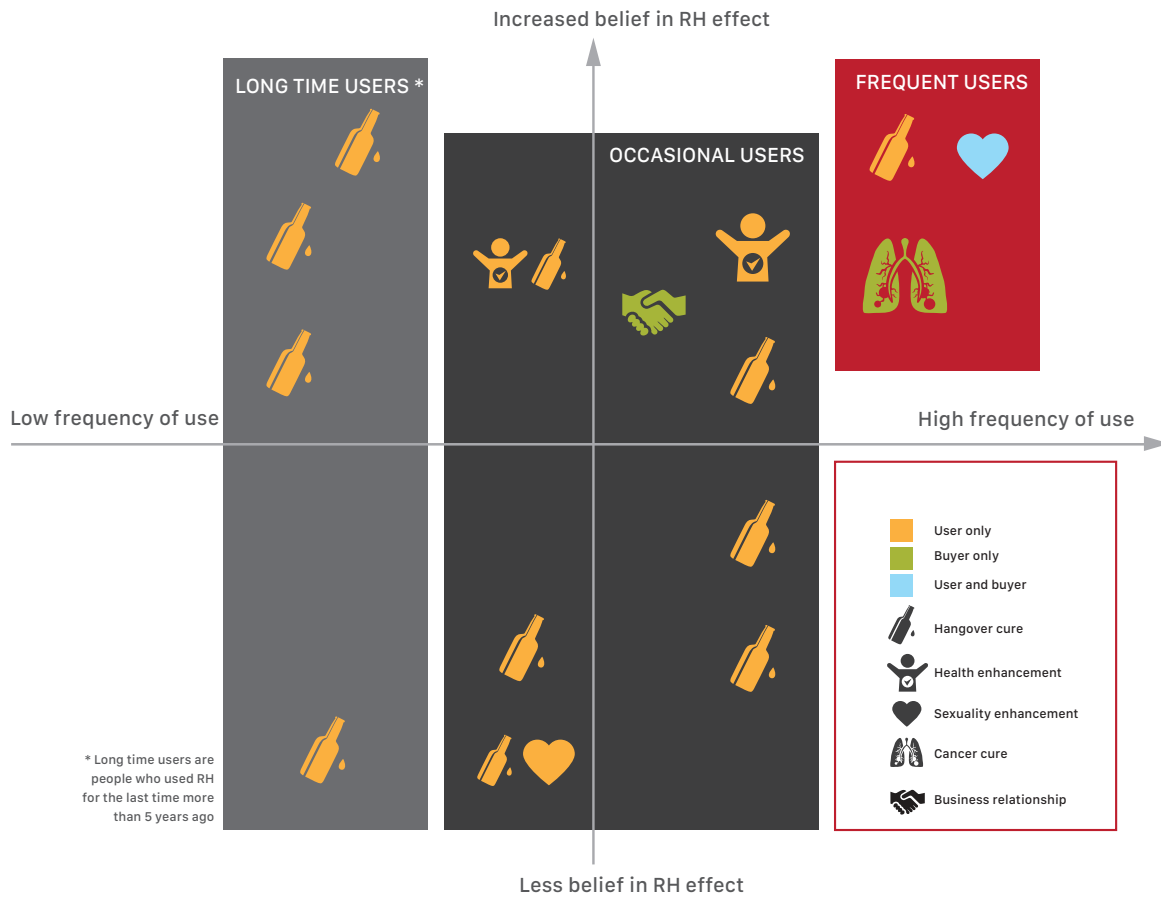 Increased belief in RH effect
LONG TIME USERS *
FREQUENT USERS
OCCASIONAL USERS
Low frequency of use
High frequency of use
User only
Buyer only
User and buyer
Hangover cure
Health enhancement
Sexuality enhancement
Cancer cure
Business relationship
* Long time users are
people who used RH
for the last time more
than 5 years ago
Less belief in RH effect